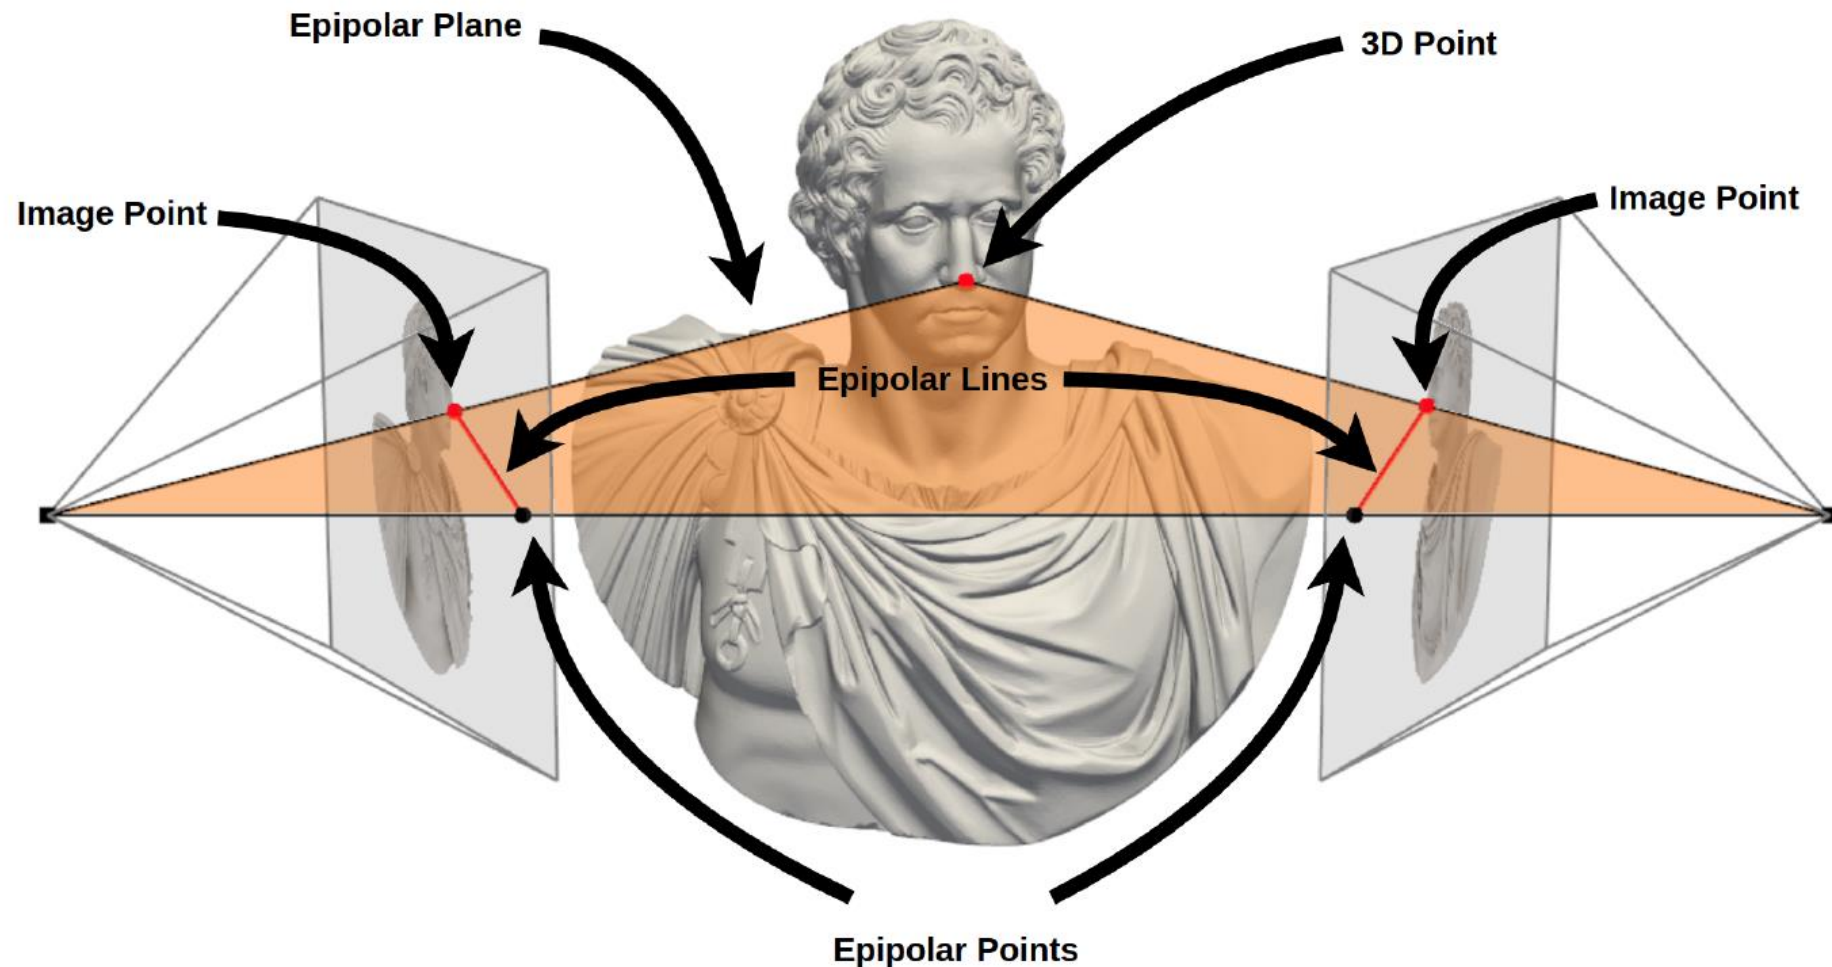 Epipolar Plane
3D Point
Image Point
Image Point
Epipolar Lines
Epipolar Points